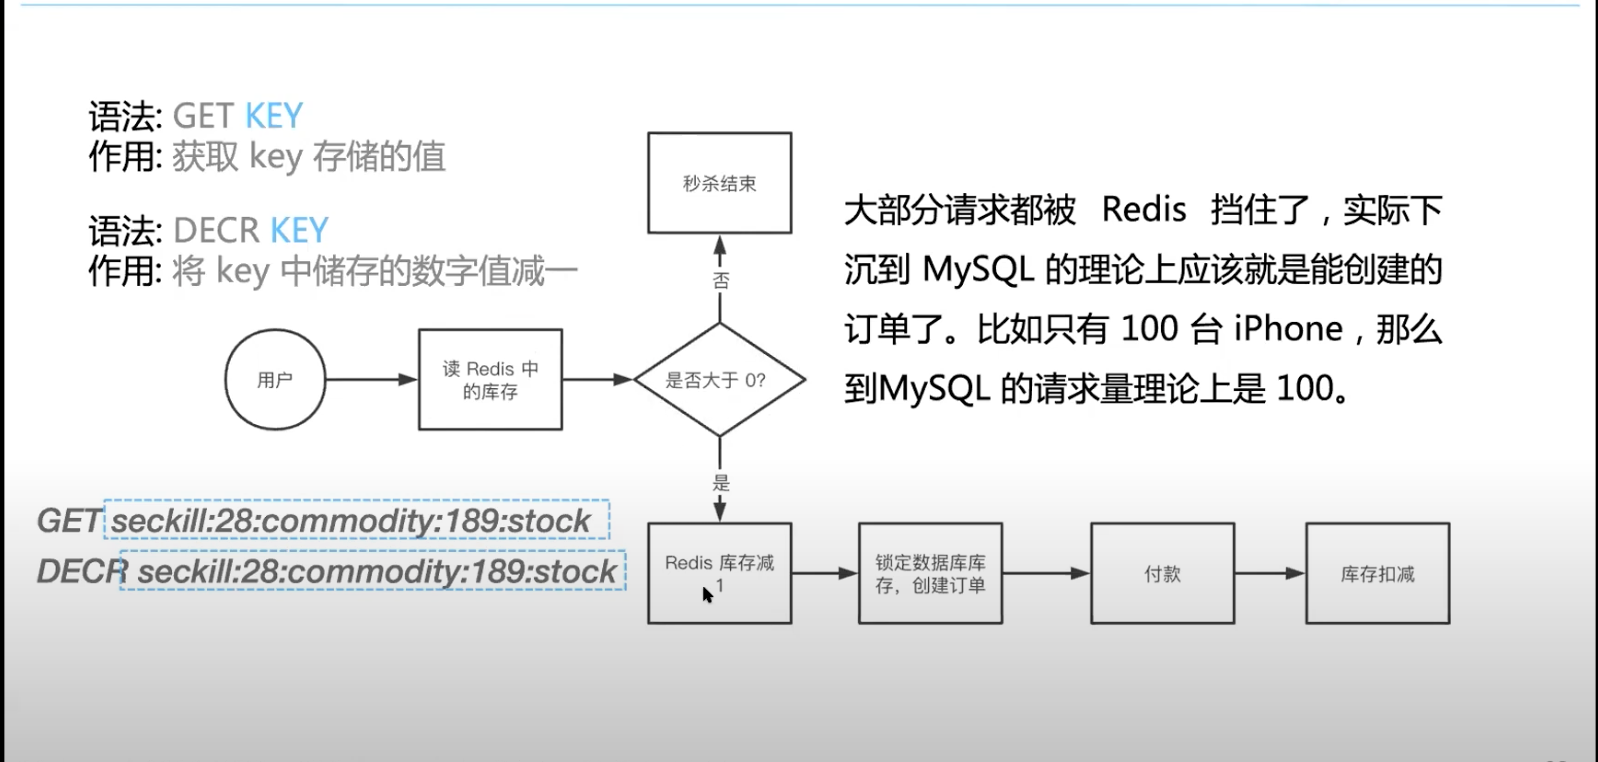 语法: GET KEY
作用: 获取 key 存储的值
语法: DECR KEY
作用: 将 key 中储存的数字值减一
秒杀结束
大部分请求都被 Redis 挡住了，实际下
沉到 MySQL 的理论上应该就是能创建的
订单了。比如只有 100 台 iPhone，那么
到MySQL 的请求量理论上是 100。
否
用户
读 Redis 中
的库存
是否大于 0?
是
GET seckill:28:commodity:189:stock
DECR seckill:28:commodity:189:stock
Redis 库存减
1
锁定数据库库
存，创建订单
付款
库存扣减